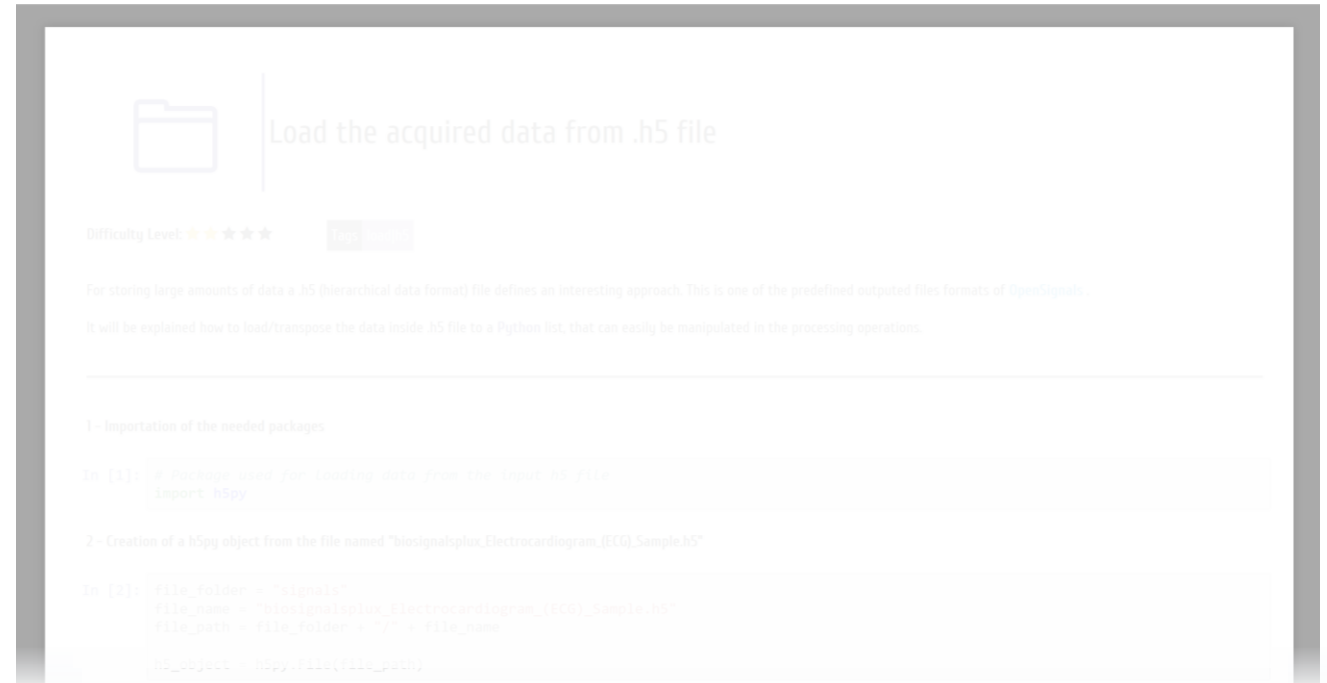 Load the acquired data from .h5 file
Difficulty Level:
Tags
For storing large amounts of data a .h5 (hierarchical data format) file defines an interesting approach. This is one of the predefined outputed files formats of OpenSignals.
It will be explained how to load/transpose the data inside .h5 file to a Python list, that can easily be manipulated in the processing operations.
1 - Importation of the needed packages
In [1]: # Package used for loading data from the input h5 file
import h5py
2 - Creation of a h5py object from the file named "biosignalsplux_Electrocardiogram_(ECG)_Sample.h5"
In [2]: file_folder = "signals"
file_name = "biosignalsplux_Electrocardiogram_(ECG)_Sample.h5"
file_path = file_folder + "/" + file_name
h5_object = h5py.File(file_path)